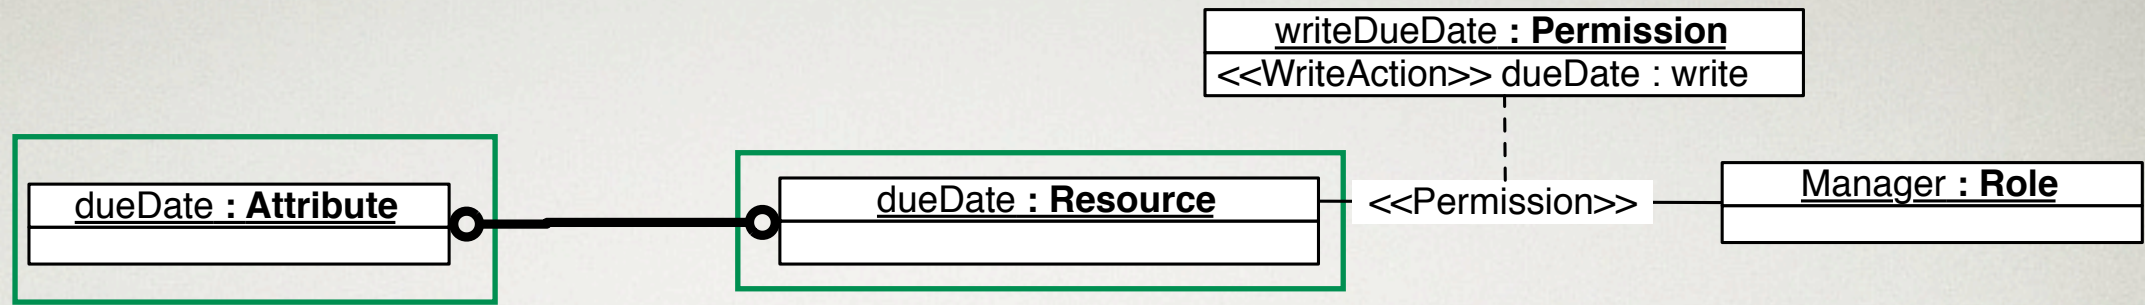 writeDueDate : Permission
<<WriteAction>> dueDate : write
dueDate : Attribute
dueDate : Resource
<<Permission>>
Manager : Role